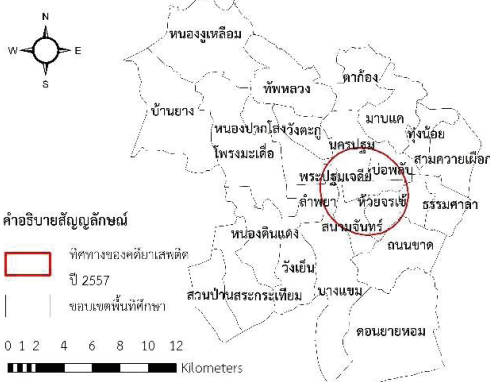 N
W E
S
หนองงูเหลือม
ตาก้อง
ทัพหลวง
บ้านยาง
มาบแค
หนองปากโลง
วังตะกู
ทุ่งน้อย
นครปฐม
สามควายเผือก
โพรงมะเดื่อ
บ่อพลับ
พระปฐมเจดีย์
ลำพยา
ห้วยจรเข้
ธรรมศาลา
สนามจันทร์
หนองดินแดง
ถนนขาด
วังเย็น
สวนป่าน
สระกะเทียม
บางแขม
ดอนยายหอม
คำอธิบายสัญญลักษณ์
ทิศทางของคดียาเสพติด
ปี 2557
ขอบเขตพื้นที่ศึกษา
0 1 2 4 6 8 10 12
Kilometers